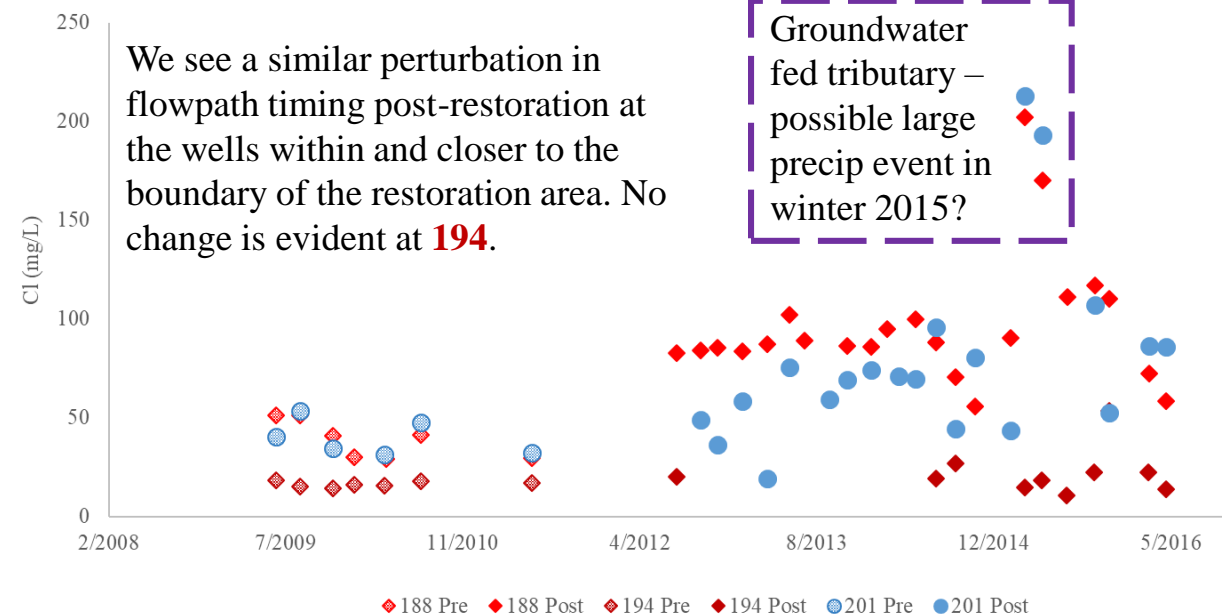 250
200
150
100
50
0
Cl (mg/L)
We see a similar perturbation in
flowpath timing post-restoration at
the wells within and closer to the
boundary of the restoration area. No
change is evident at 194.
Groundwater
fed tributary –
possible large
precip event in
winter 2015?
2/2008 7/2009 11/2010 4/2012 8/2013 12/2014 5/2016
188 Pre 188 Post 194 Pre 194 Post 201 Pre 201 Post